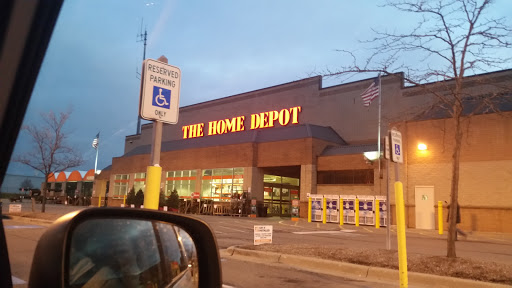 RESERVED
PARKING
ONLY
THE HOME DEPOT